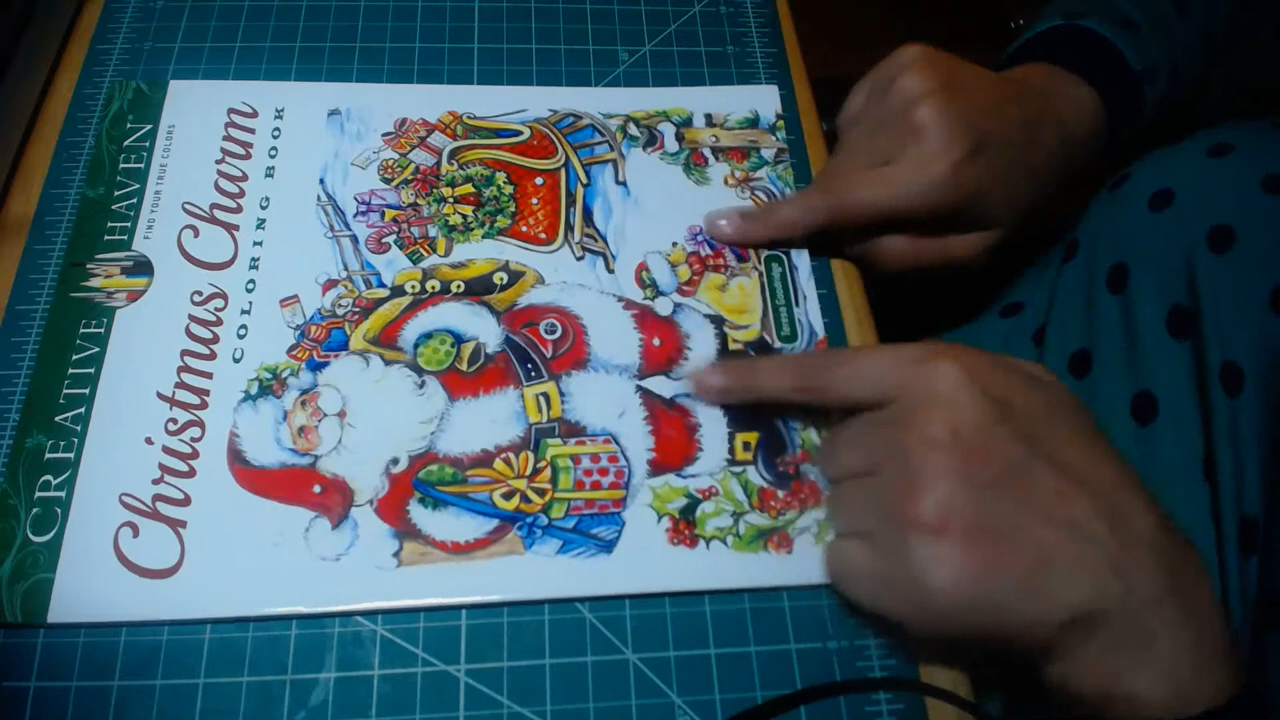 CREATIVE HAVEN
FIND YOUR TRUE COLORS
Christmas Charm
COLORING BOOK
Teresa Goodridge